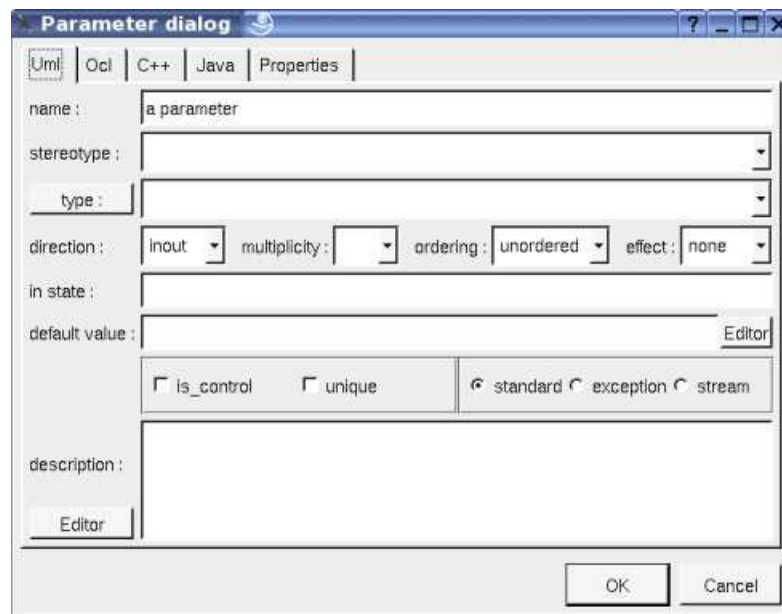 Parameter dialog ?
Uml Ocl C++ Java Properties
name : a parameter
stereotype :
type :
direction : inout multiplicity : ordering : unordered effect : none
in state :
default value : Editor
is_control unique standard exception stream
description :
Editor
OK Cancel